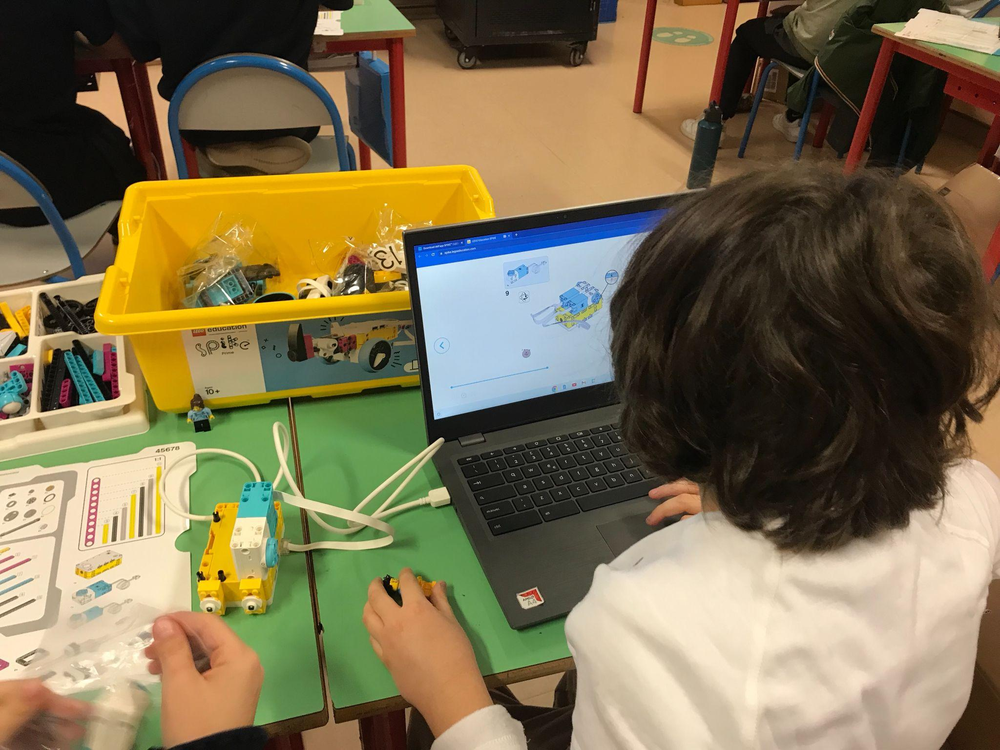 13
LEGO education
spike
Prime
Ages
10+
45678
1:1
Download dell'app SPIKE™ | LEG
LEGO Education SPIKE
spike.legoeducation.com
9
esc
q w e r t y u
a s d f g h j
maiusc z x c v b n
ctrl alt
AMD
A4